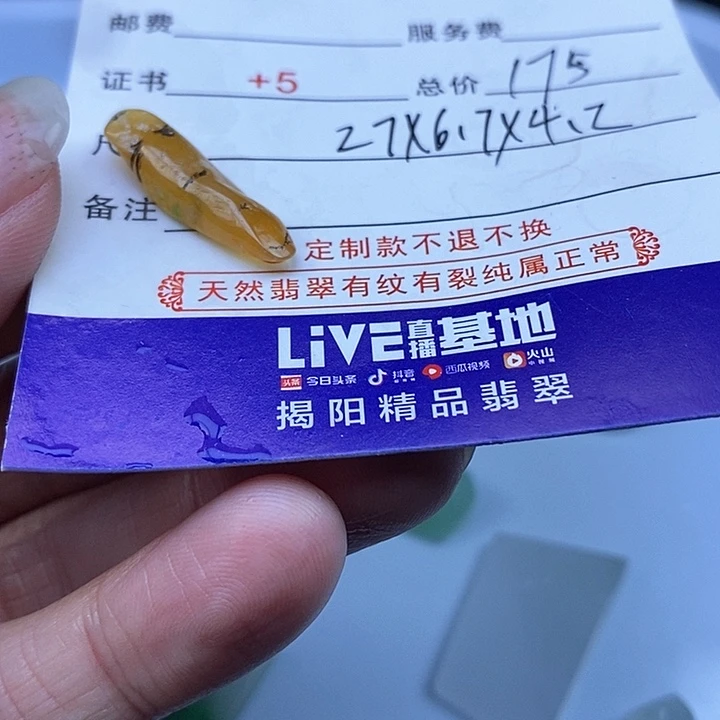 邮费 服务费
证书 +5 总价 175
27X6.7X4.2
备注
定制款不退不换
天然翡翠有纹有裂纯属正常
LiVE直播基地
头条 今日头条 抖音 西瓜视频 火山
揭阳精品翡翠